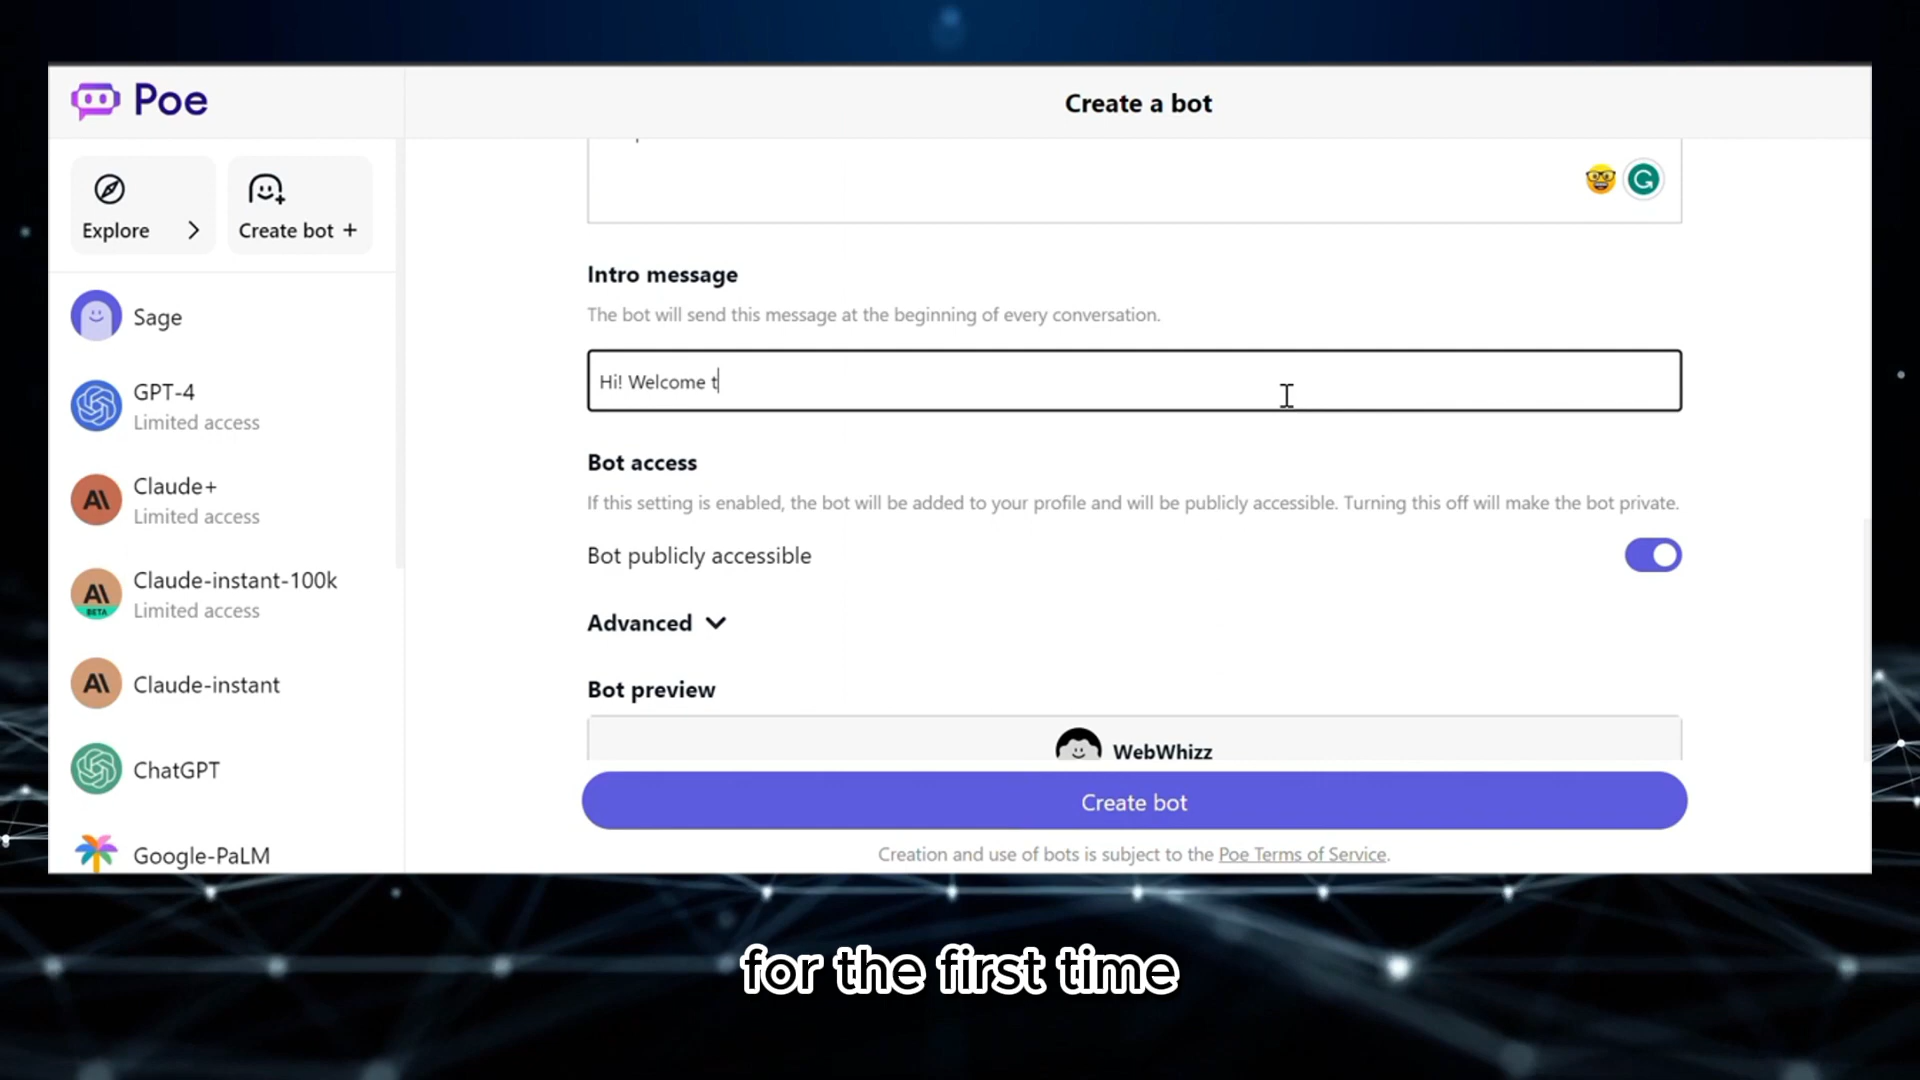 Poe
Create a bot
Explore
Create bot +
Sage
GPT-4
Limited access
Claude+
Limited access
Claude-instant-100k
Limited access
BETA
Claude-instant
ChatGPT
Google-PaLM
Intro message
The bot will send this message at the beginning of every conversation.
Hi! Welcome t
Bot access
If this setting is enabled, the bot will be added to your profile and will be publicly accessible. Turning this off will make the bot private.
Bot publicly accessible
Advanced
Bot preview
WebWhizz
Create bot
Creation and use of bots is subject to the Poe Terms of Service.
for the first time